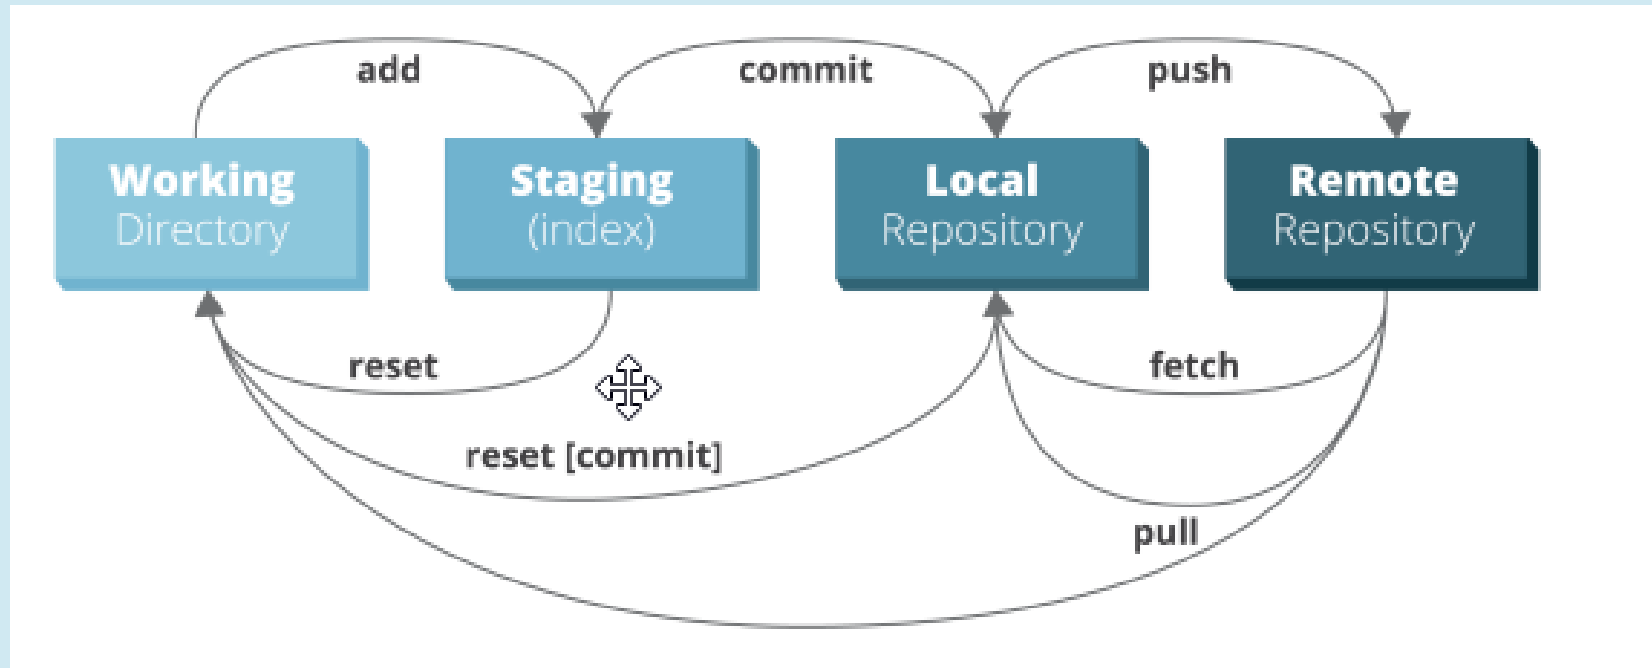 add
commit
push
Working
Directory
Staging
(index)
Local
Repository
Remote
Repository
reset
fetch
reset [commit]
pull